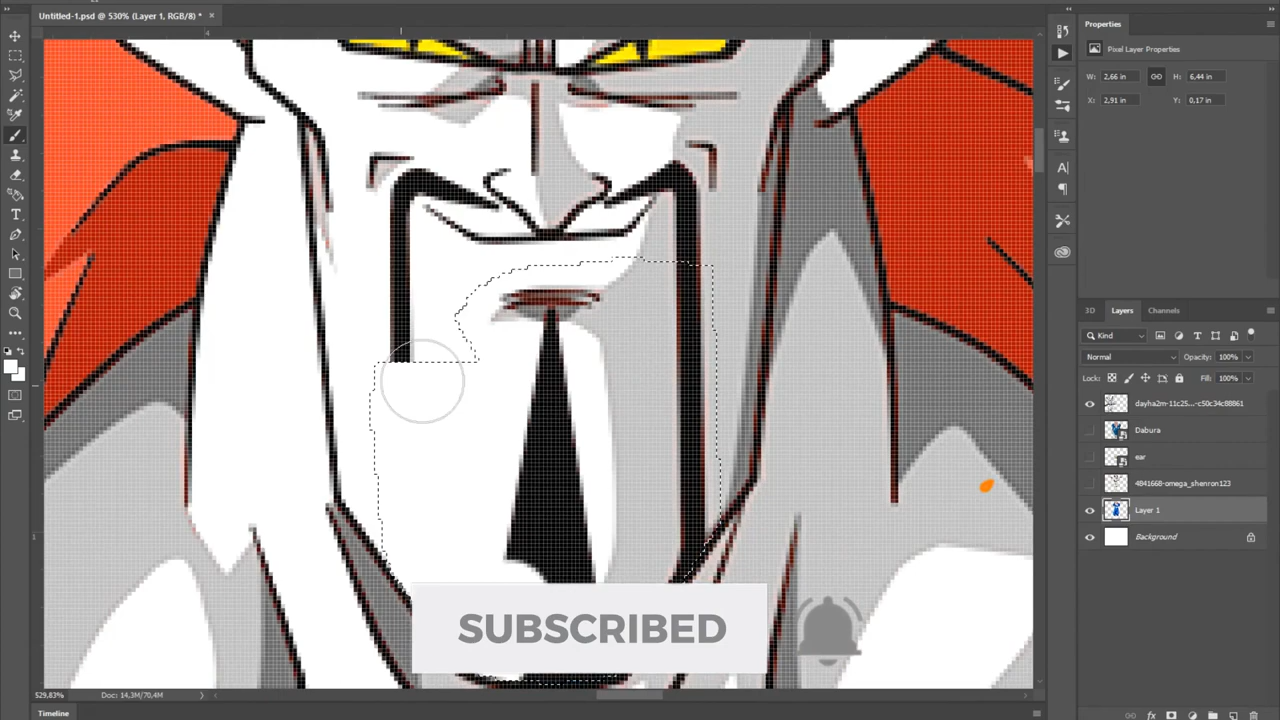 Untitled-1.psd @ 530% (Layer 1, RGB/8) *
Properties
Pixel Layer Properties
W: 2,66 in
H: 6,44 in
X: 2,91 in
Y: 0,17 in
4
1
3D
Layers
Channels
Kind
Normal
Opacity: 100%
Lock:
Fill: 100%
dayha2m-11c25...-c50c34c88861
Dabura
ear
4841668-omega_shenron123
Layer 1
Background
SUBSCRIBED
529,83%
Doc: 14,3M/70,4M
Timeline